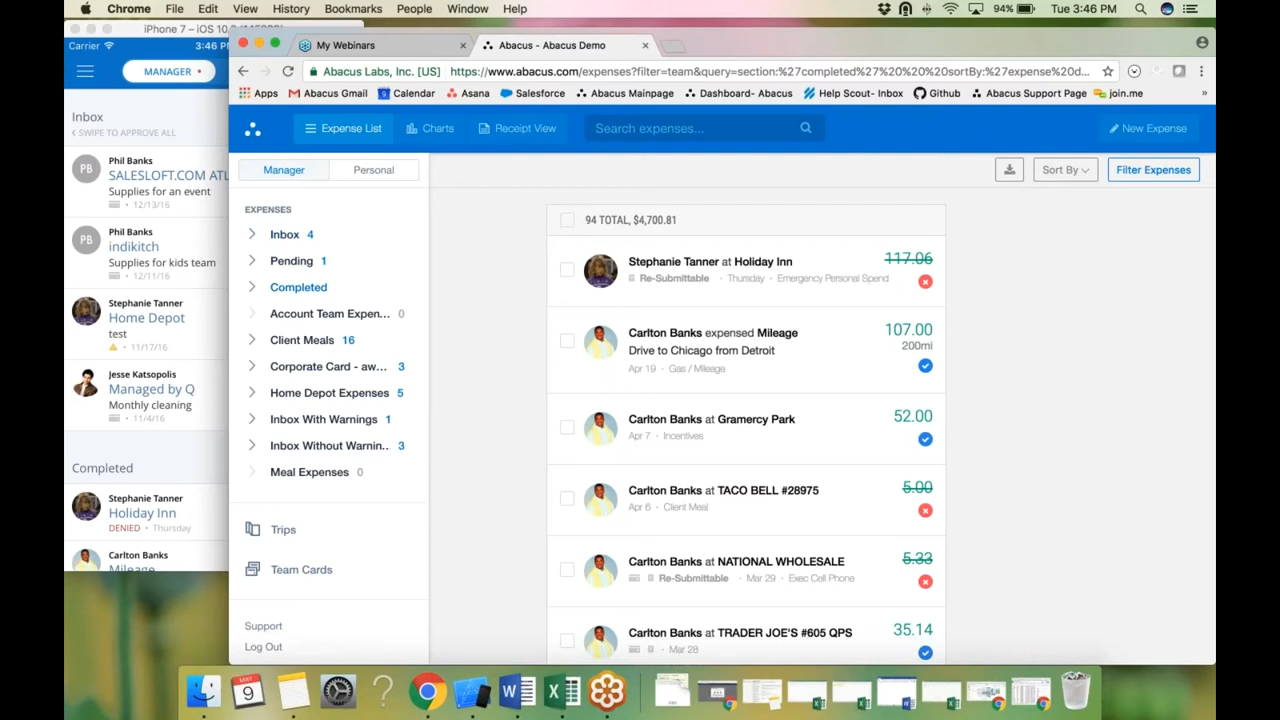 Chrome File Edit View History Bookmarks People Window Help 94% Tue 3:46 PM
iPhone 7 – iOS 10
Carrier 3:46 P
MANAGER
Inbox
SWIPE TO APPROVE ALL
PB
Phil Banks
SALESLOFT.COM ATL
Supplies for an event
• 12/13/16
PB
Phil Banks
indikitch
Supplies for kids team
• 12/11/16
Stephanie Tanner
Home Depot
test
• 11/17/16
Jesse Katsopolis
Managed by Q
Monthly cleaning
• 11/4/16
Completed
Stephanie Tanner
Holiday Inn
DENIED • Thursday
Carlton Banks
Mileage
My Webinars
Abacus - Abacus Demo
Abacus Labs, Inc. [US] https://www.abacus.com/expenses?filter=team&query=section:%27completed%27%20%20%20sortBy:%27expense%20d...
Apps Abacus Gmail 9 Calendar Asana Salesforce Abacus Mainpage Dashboard- Abacus Help Scout- Inbox Github Abacus Support Page join.me »
Expense List Charts Receipt View Search expenses... New Expense
Manager Personal
EXPENSES
Inbox 4
Pending 1
Completed
Account Team Expen... 0
Client Meals 16
Corporate Card - aw... 3
Home Depot Expenses 5
Inbox With Warnings 1
Inbox Without Warnin.. 3
Meal Expenses 0
Trips
Team Cards
Support
Log Out
Sort By Filter Expenses
94 TOTAL, $4,700.81
Stephanie Tanner at Holiday Inn 117.06
Re-Submittable • Thursday • Emergency Personal Spend
Carlton Banks expensed Mileage 107.00
Drive to Chicago from Detroit 200mi
Apr 19 • Gas / Mileage
Carlton Banks at Gramercy Park 52.00
Apr 7 • Incentives
Carlton Banks at TACO BELL #28975 5.00
Apr 6 • Client Meal
Carlton Banks at NATIONAL WHOLESALE 5.33
Re-Submittable • Mar 29 • Exec Cell Phone
Carlton Banks at TRADER JOE'S #605 QPS 35.14
• Mar 28
MAY
9
?
W
X